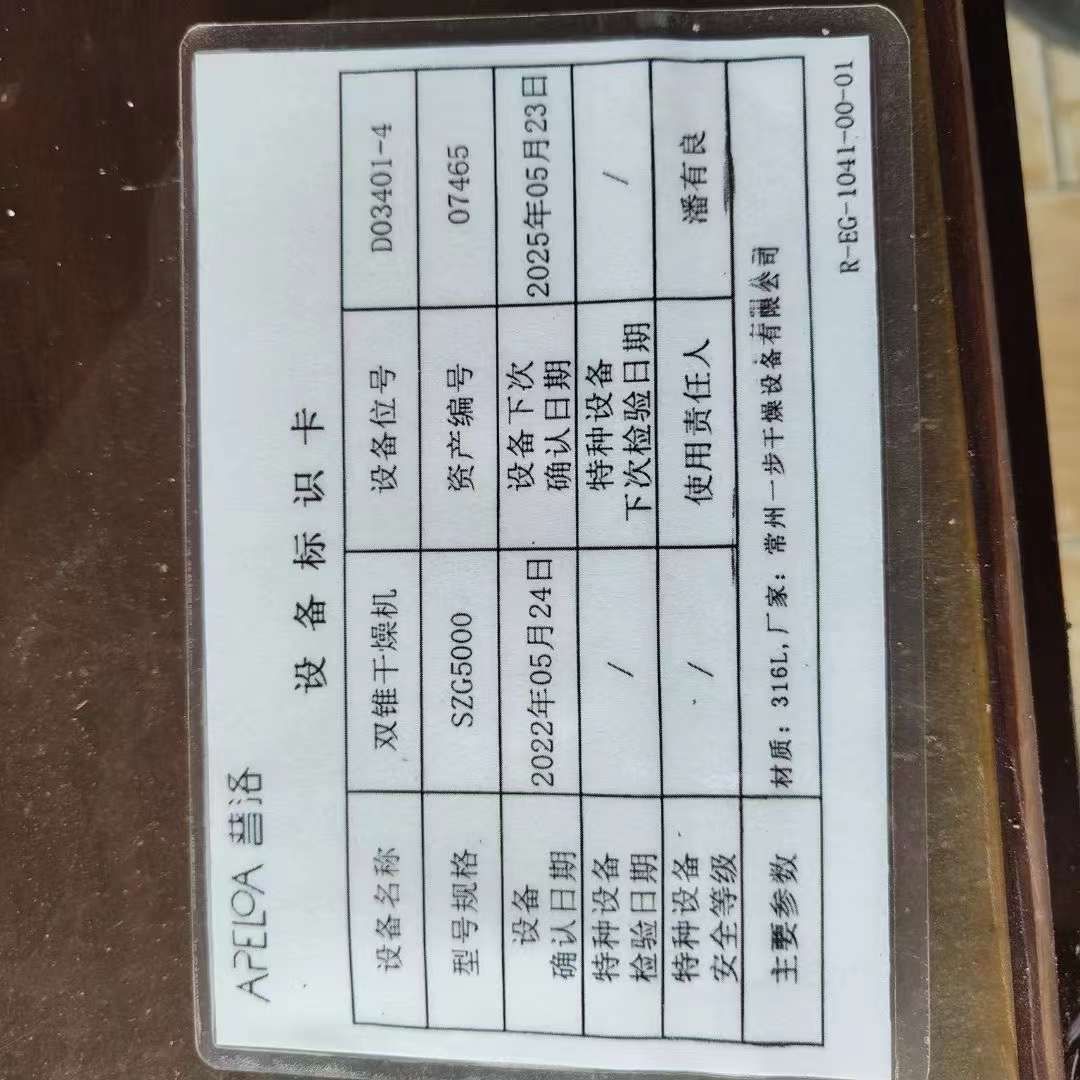 APELOA 普洛
设备标识卡
设备名称 双锥干燥机 设备位号 D03401-4
型号规格 SZG5000 资产编号 07465
设备 确认日期 2022年05月24日 设备下次 确认日期 2025年05月23日
特种设备 检验日期 / 特种设备 下次检验日期 /
特种设备 安全等级 / 使用责任人 潘有良
主要参数 材质：316L,厂家：常州一步干燥设备有限公司
R-EG-1041-00-01